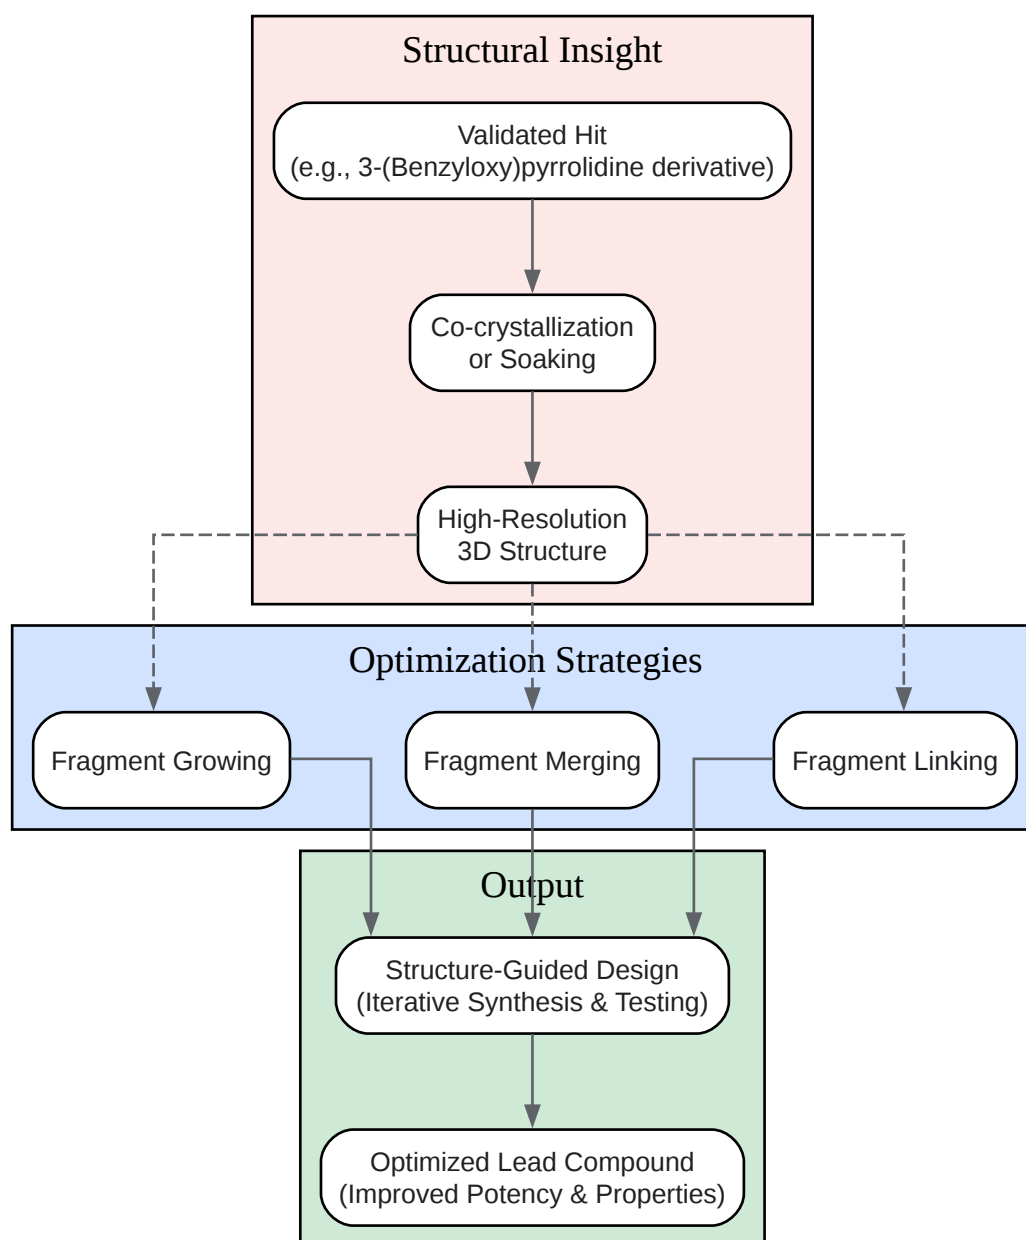 Structural Insight
Validated Hit
(e.g., 3-(Benzyloxy)pyrrolidine derivative)
Co-crystallization
or Soaking
High-Resolution
3D Structure
Optimization Strategies
Fragment Growing
Fragment Merging
Fragment Linking
Output
Structure-Guided Design
(Iterative Synthesis & Testing)
Optimized Lead Compound
(Improved Potency & Properties)